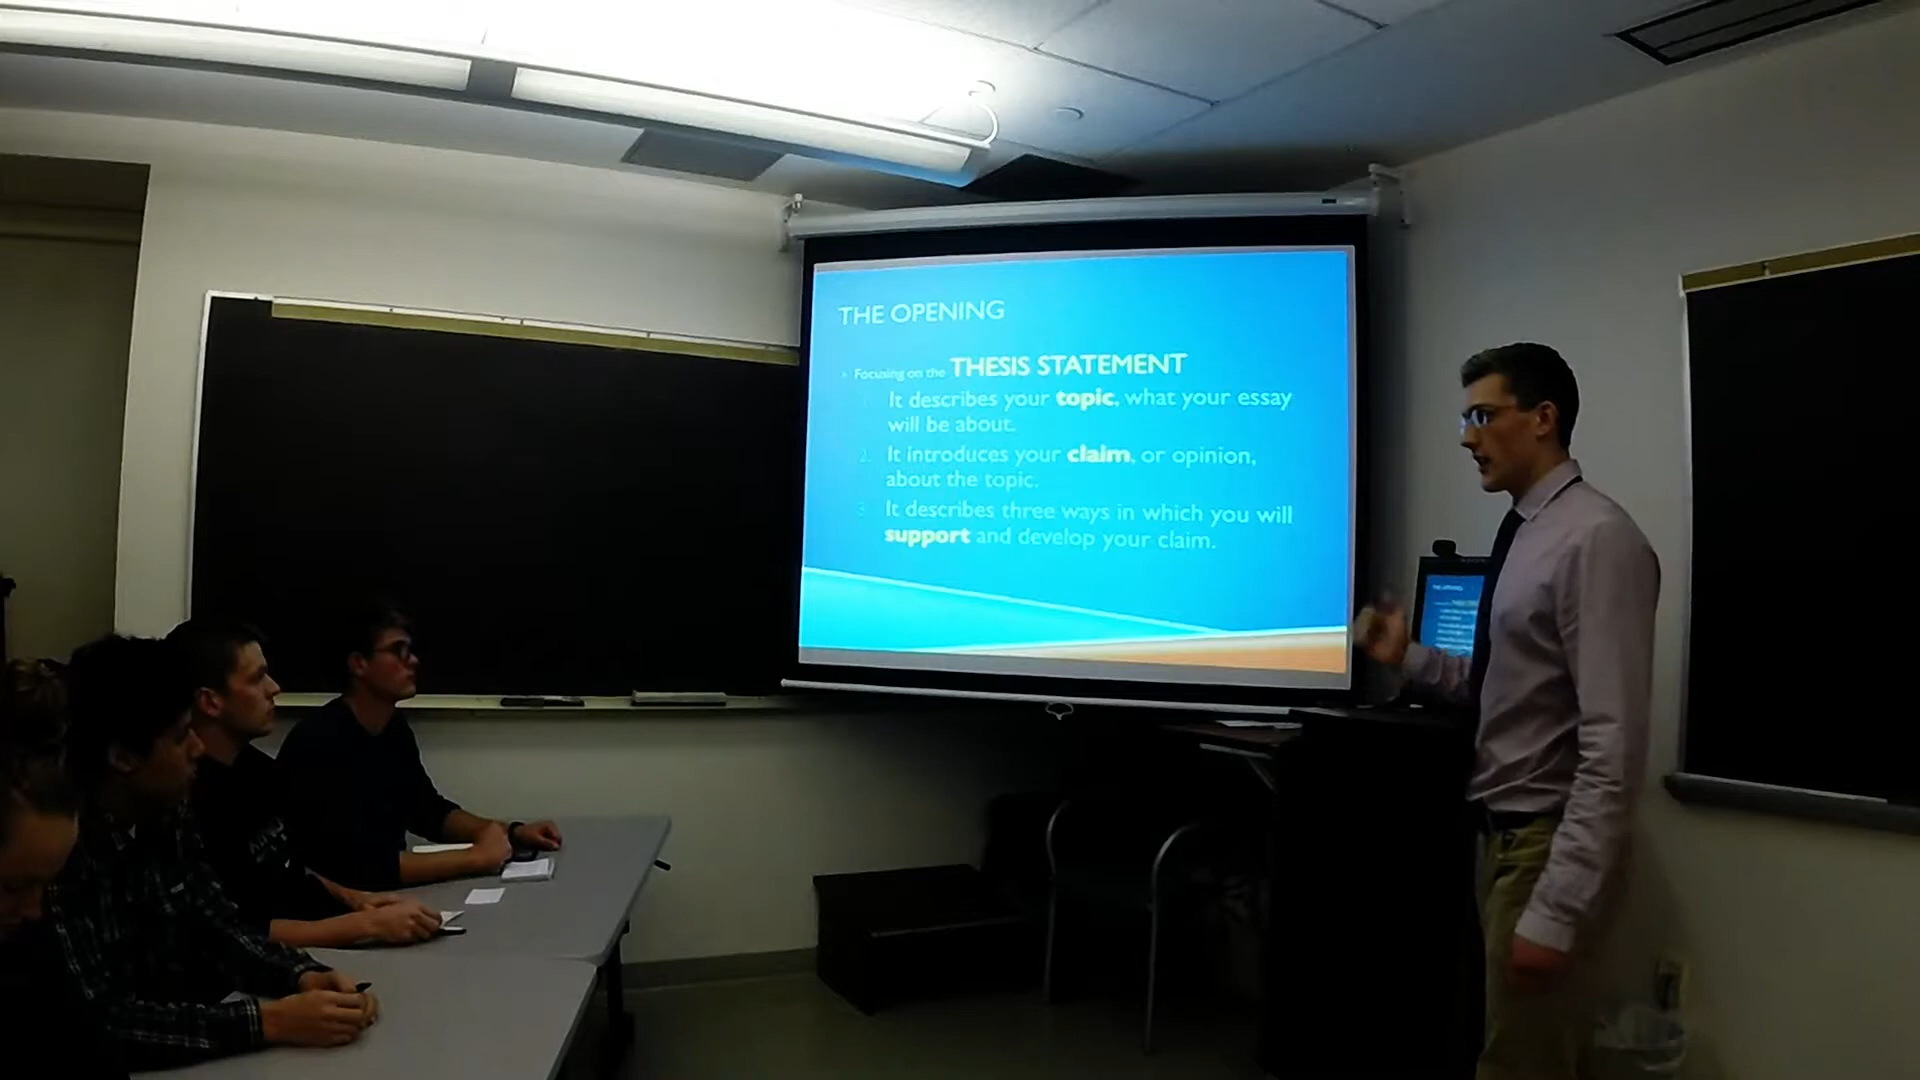 THE OPENING
Focusing on the THESIS STATEMENT
It describes your topic, what your essay
will be about.
2. It introduces your claim, or opinion,
about the topic.
3. It describes three ways in which you will
support and develop your claim.